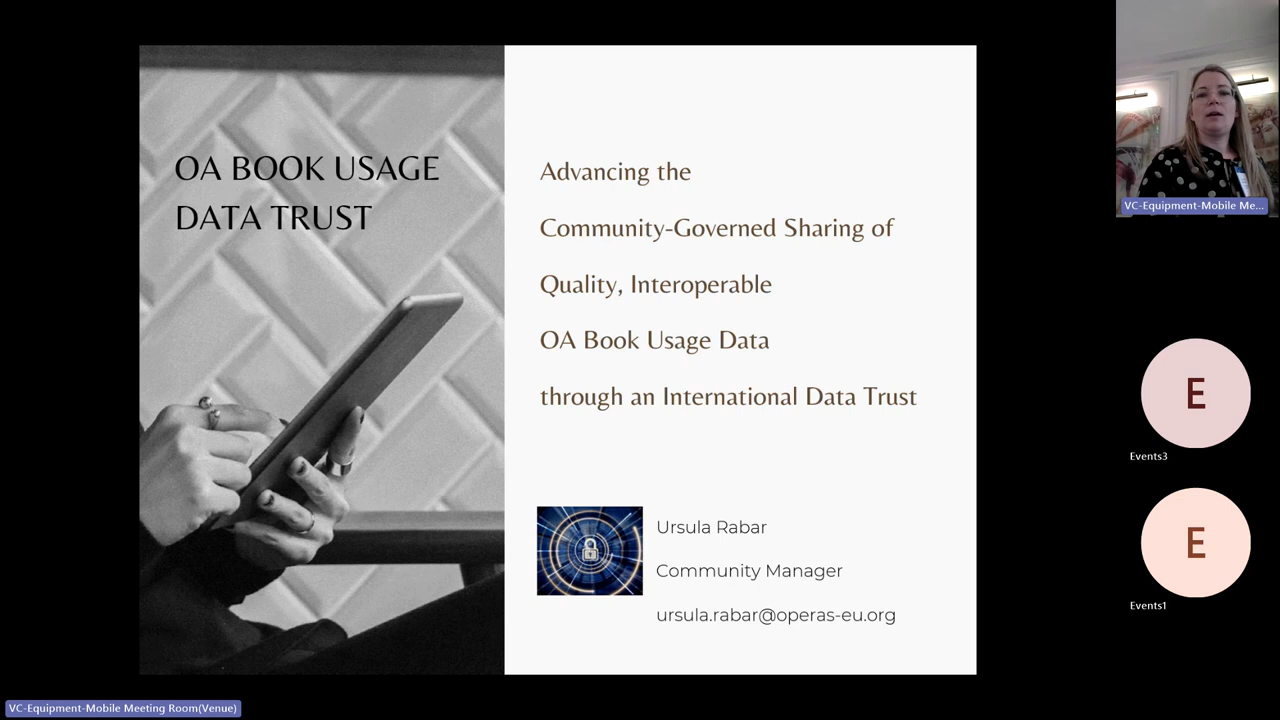 OA BOOK USAGE
DATA TRUST
Advancing the
Community-Governed Sharing of
Quality, Interoperable
OA Book Usage Data
through an International Data Trust
Ursula Rabar
Community Manager
ursula.rabar@operas-eu.org
VC-Equipment-Mobile Me...
E
Events3
E
Events1
VC-Equipment-Mobile Meeting Room(Venue)